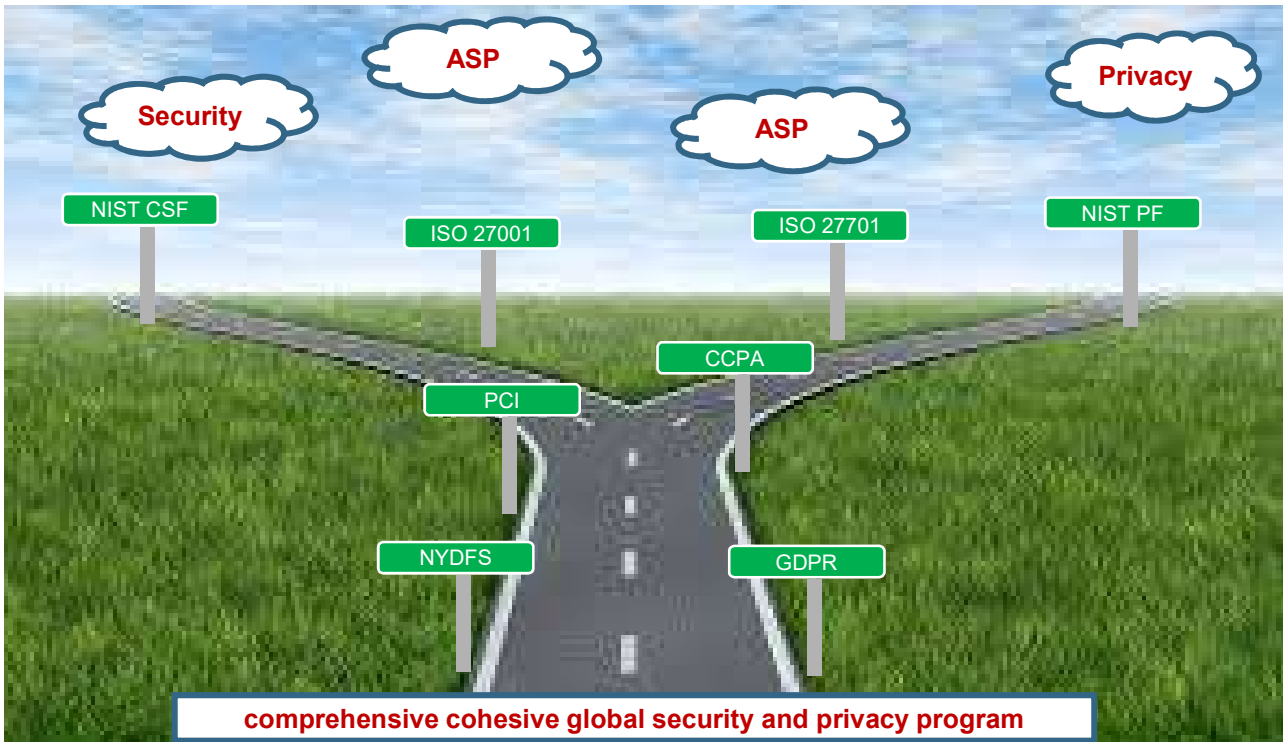 ASP
Privacy
Security
ASP
NIST CSF
ISO 27001
ISO 27701
NIST PF
CCPA
PCI
NYDFS
GDPR
comprehensive cohesive global security and privacy program